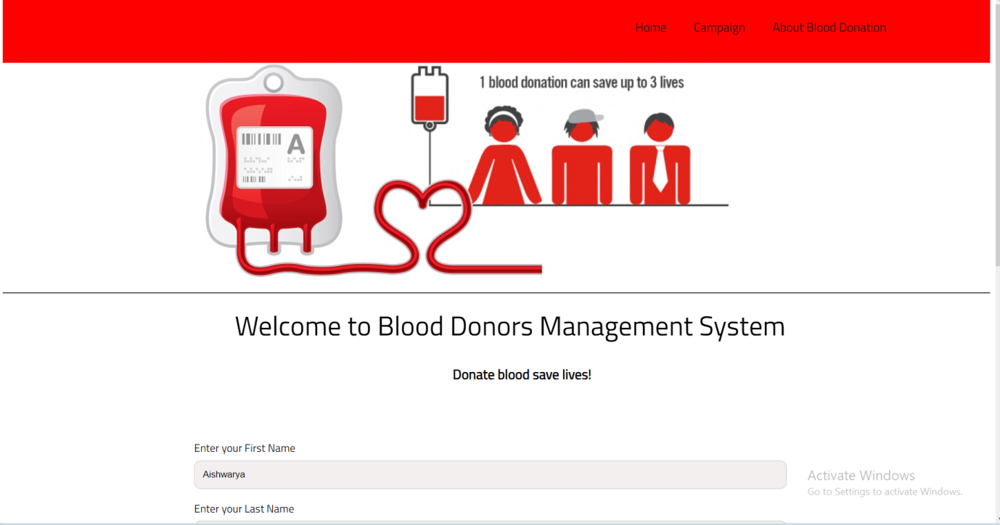 Home Campaign About Blood Donation
1 blood donation can save up to 3 lives
A
Welcome to Blood Donors Management System
Donate blood save lives!
Enter your First Name
Aishwarya
Activate Windows
Go to Settings to activate Windows.
Enter your Last Name